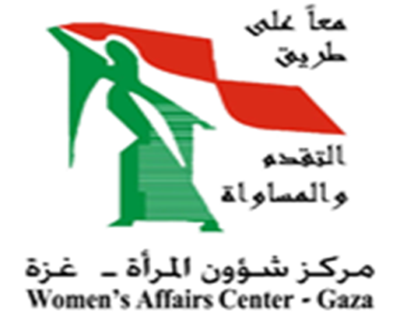 معاً على
طريق
التقدم
والمساواة
مركز شؤون المرأة - غزة
Women's Affairs Center - Gaza